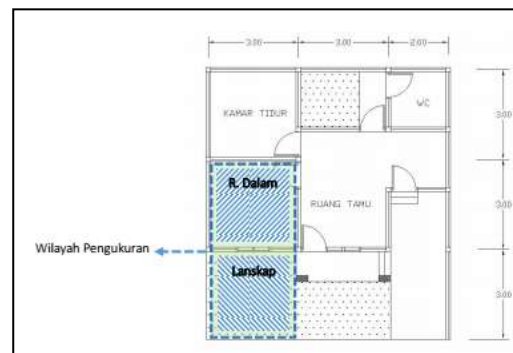 3.00 3.00 2.00
KAMAR TIDUR
WC
3.00
R. Dalam
RUANG TAMU
3.00
Wilayah Pengukuran
Lanskap
3.00